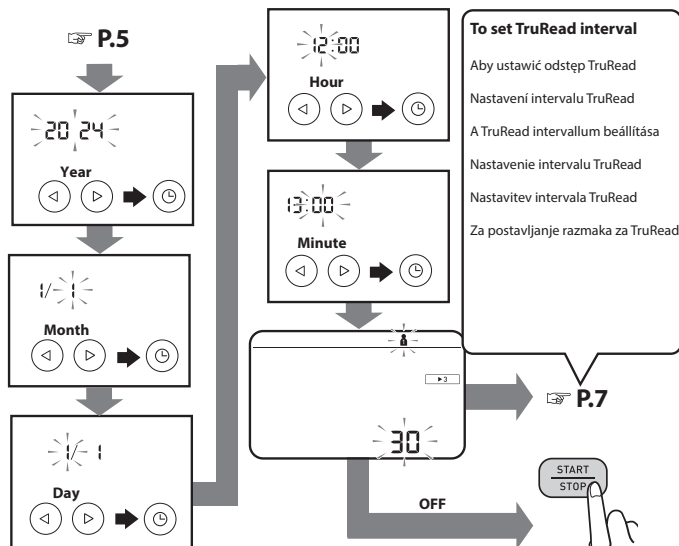 ☞ P.5
20 24
Year
1/ 1
Month
1/ 1
Day
12:00
Hour
13:00
Minute
▶3
30
OFF
To set TruRead interval
Aby ustawić odstęp TruRead
Nastavení intervalu TruRead
A TruRead intervallum beállítása
Nastavenie intervalu TruRead
Nastavitev intervala TruRead
Za postavljanje razmaka za TruRead
☞ P.7
START
STOP